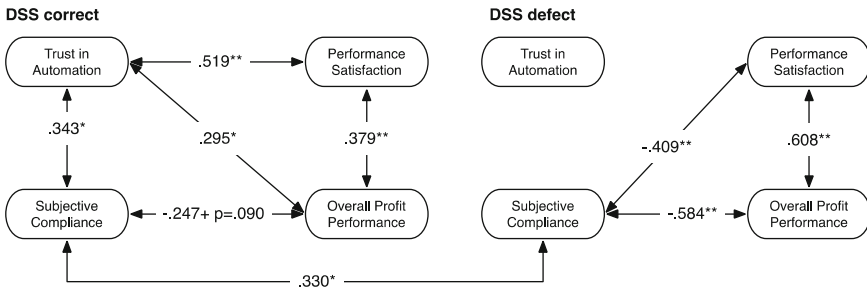 DSS correct
Trust in
Automation
.519**
Performance
Satisfaction
.343*
.295*
.379**
Subjective
Compliance
-.247+ p=.090
Overall Profit
Performance
DSS defect
Trust in
Automation
Performance
Satisfaction
-.409**
.608**
Subjective
Compliance
-.584**
Overall Profit
Performance
.330*